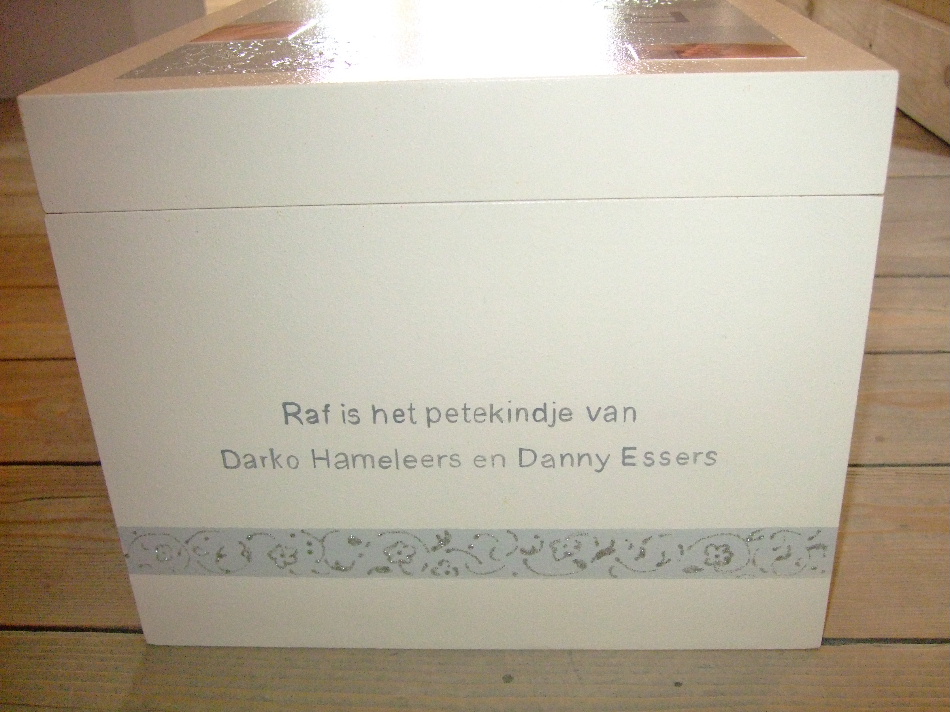 Raf is het petekindje van
Darko Hameleers en Danny Essers